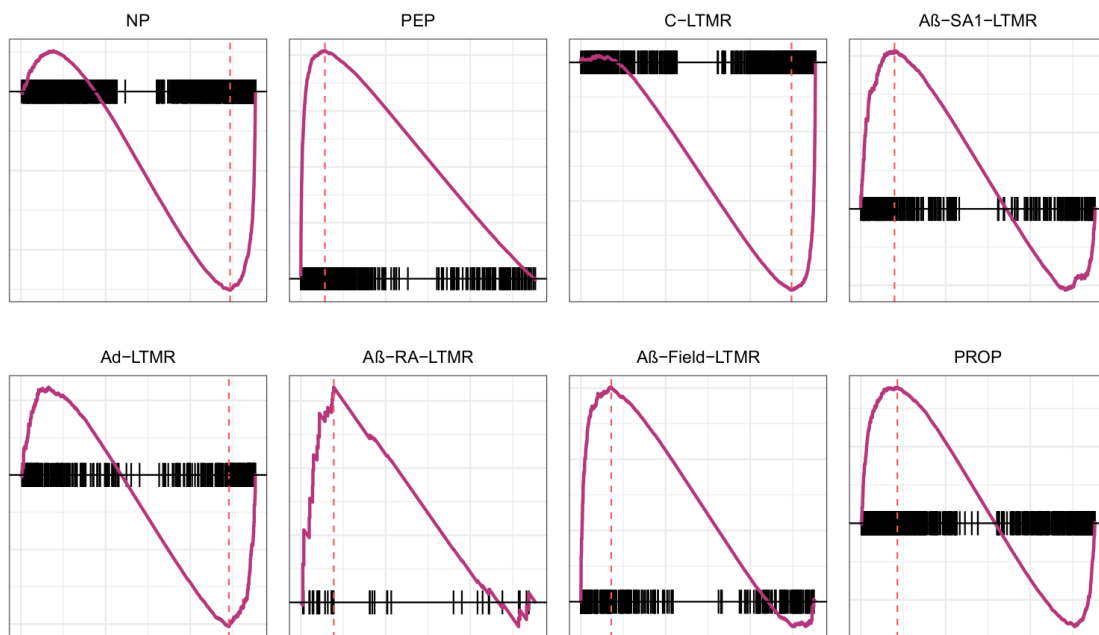 NP
PEP
C−LTMR
Aß−SA1−LTMR
Ad−LTMR
Aß−RA−LTMR
Aß−Field−LTMR
PROP